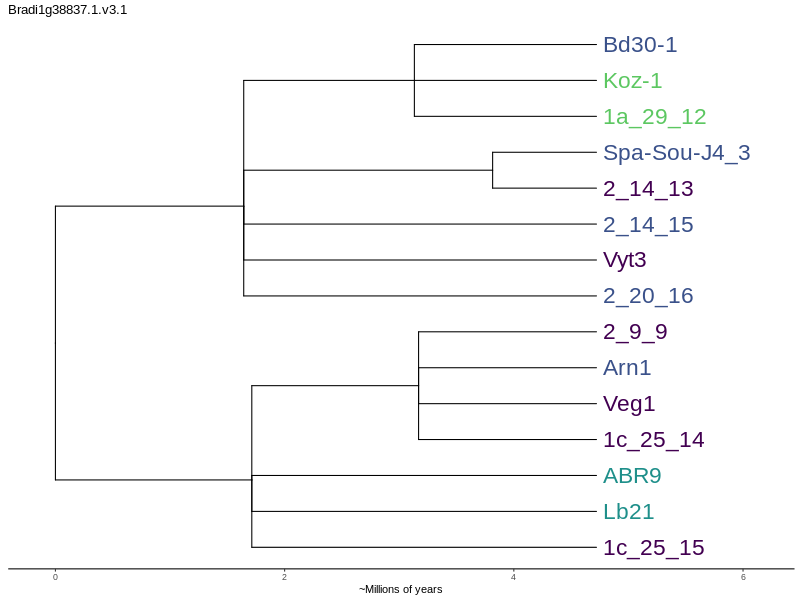 Bradi1g38837.1.v3.1
Bd30-1
Koz-1
1a_29_12
Spa-Sou-J4_3
2_14_13
2_14_15
Vyt3
2_20_16
2_9_9
Arn1
Veg1
1c_25_14
ABR9
Lb21
1c_25_15
0 2 4 6
~Millions of years